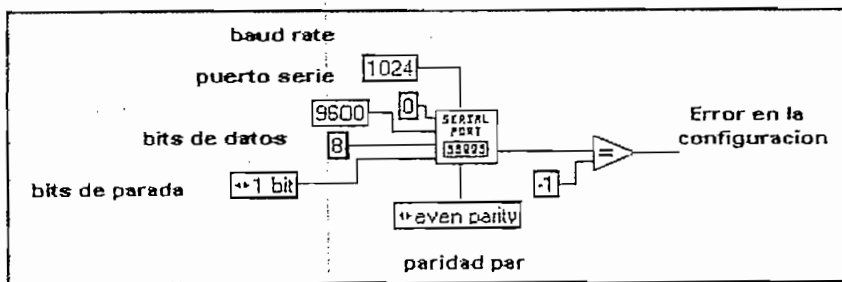 baud rate
1024
puerto serie
0
9600
SERIAL
PORT
bits de datos
8
Error en la
configuracion
=
bits de parada
1 bit
-1
even parity
paridad par